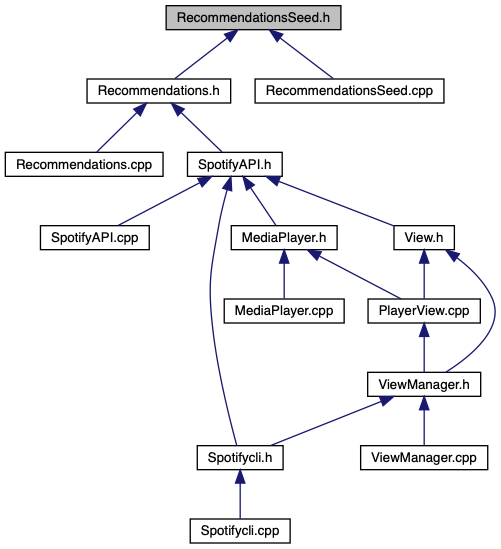 RecommendationsSeed.h
Recommendations.h
RecommendationsSeed.cpp
Recommendations.cpp
SpotifyAPI.h
SpotifyAPI.cpp
MediaPlayer.h
View.h
MediaPlayer.cpp
PlayerView.cpp
ViewManager.h
Spotifycli.h
ViewManager.cpp
Spotifycli.cpp